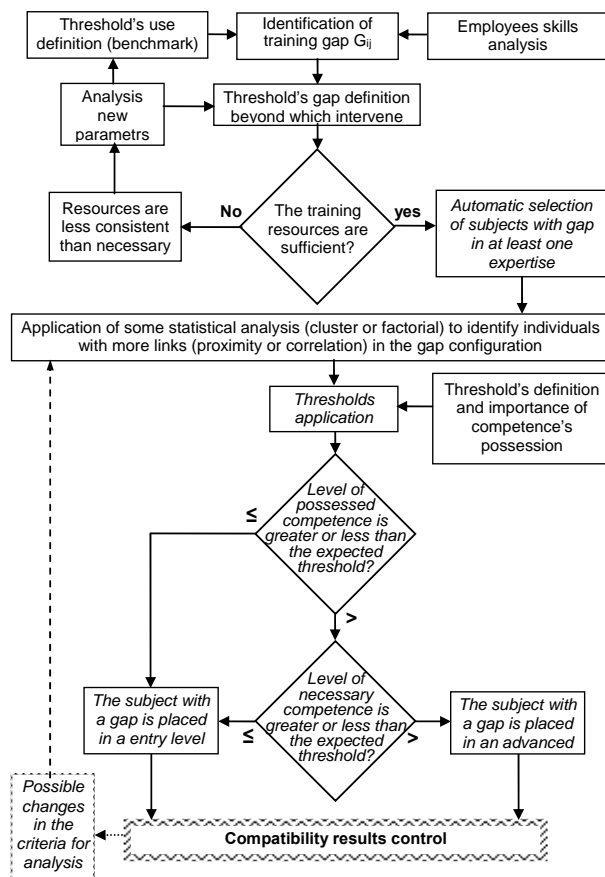 Threshold's use
definition (benchmark)
Identification of
training gap Gij
Employees skills
analysis
Analysis
new
parametrs
Threshold's gap definition
beyond which intervene
Resources are
less consistent
than necessary
No
The training
resources are
sufficient?
yes
Automatic selection
of subjects with gap
in at least one
expertise
Application of some statistical analysis (cluster or factorial) to identify individuals
with more links (proximity or correlation) in the gap configuration
Thresholds
application
Threshold's definition
and importance of
competence's
possession
Level of
possessed
competence is
greater or less than
the expected
threshold?
≤
>
The subject with
a gap is placed
in a entry level
≤
Level of
necessary
competence is
greater or less than
the expected
threshold?
>
The subject with
a gap is placed
in an advanced
Possible
changes
in the
criteria for
analysis
Compatibility results control